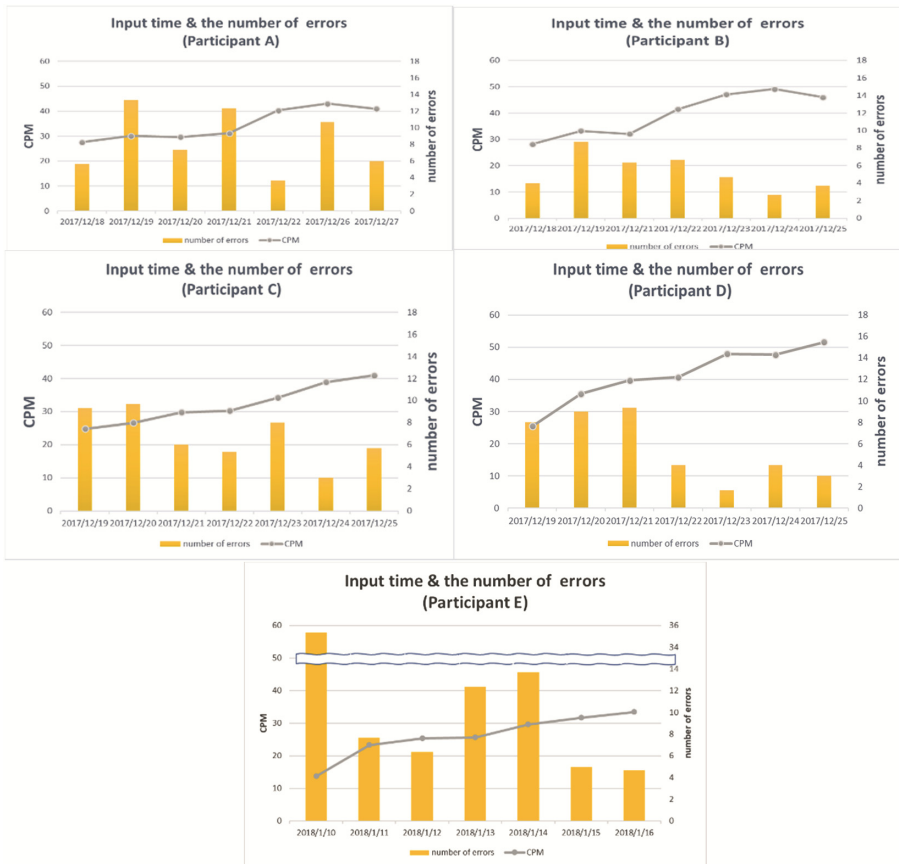 Input time & the number of errors
(Participant A)
60
50
40
30
20
10
0
CPM
18
16
14
12
10
8
6
4
2
0
number of errors
2017/12/18 2017/12/19 2017/12/20 2017/12/21 2017/12/22 2017/12/26 2017/12/27
number of errors CPM
Input time & the number of errors
(Participant B)
60
50
40
30
20
10
0
CPM
18
16
14
12
10
8
6
4
2
0
number of errors
2017/12/18 2017/12/19 2017/12/21 2017/12/22 2017/12/23 2017/12/24 2017/12/25
number of errors CPM
Input time & the number of errors
(Participant C)
60
50
40
30
20
10
0
CPM
18
16
14
12
10
8
6
4
2
0
number of errors
2017/12/19 2017/12/20 2017/12/21 2017/12/22 2017/12/23 2017/12/24 2017/12/25
number of errors CPM
Input time & the number of errors
(Participant D)
60
50
40
30
20
10
0
CPM
18
16
14
12
10
8
6
4
2
0
number of errors
2017/12/19 2017/12/20 2017/12/21 2017/12/22 2017/12/23 2017/12/24 2017/12/25
number of errors CPM
Input time & the number of errors
(Participant E)
60
50
40
30
20
10
0
CPM
36
34
14
12
10
8
6
4
2
0
number of errors
2018/1/10 2018/1/11 2018/1/12 2018/1/13 2018/1/14 2018/1/15 2018/1/16
number of errors CPM